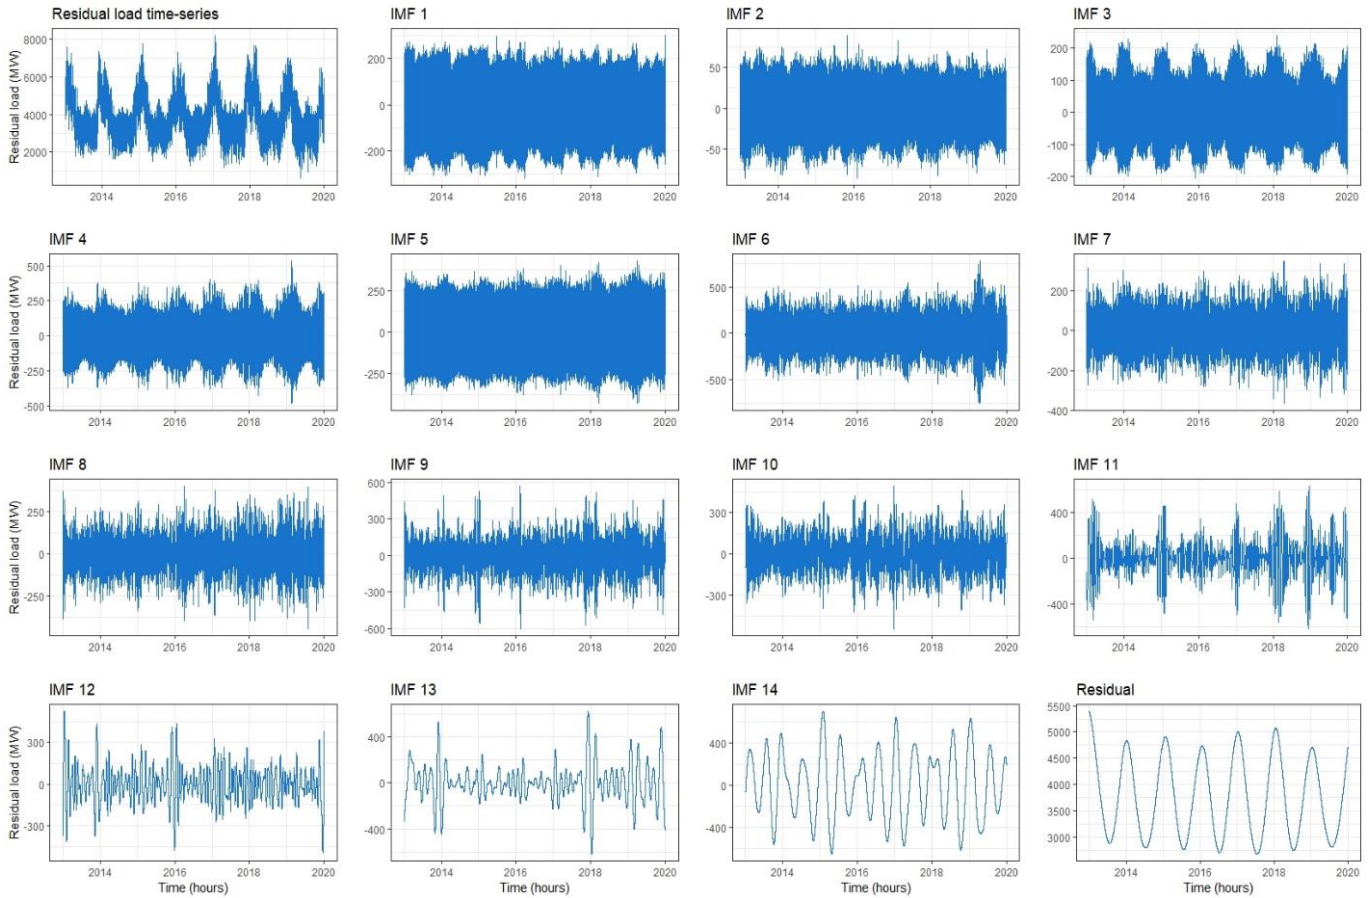 Residual load time-series IMF 1 IMF 2 IMF 3
Residual load (MW)
8000 6000 4000 2000
200 0 -200
50 0 -50
200 100 0 -100 -200
2014 2016 2018 2020 2014 2016 2018 2020 2014 2016 2018 2020 2014 2016 2018 2020
IMF 4 IMF 5 IMF 6 IMF 7
Residual load (MW)
500 250 0 -250 -500
250 0 -250
500 0 -500
200 0 -200 -400
2014 2016 2018 2020 2014 2016 2018 2020 2014 2016 2018 2020 2014 2016 2018 2020
IMF 8 IMF 9 IMF 10 IMF 11
Residual load (MW)
250 0 -250
600 300 0 -300 -600
300 0 -300
400 0 -400
2014 2016 2018 2020 2014 2016 2018 2020 2014 2016 2018 2020 2014 2016 2018 2020
IMF 12 IMF 13 IMF 14 Residual
Residual load (MW)
300 0 -300
400 0 -400
400 0 -400
5500 5000 4500 4000 3500 3000
2014 2016 2018 2020 2014 2016 2018 2020 2014 2016 2018 2020 2014 2016 2018 2020
Time (hours) Time (hours) Time (hours) Time (hours)